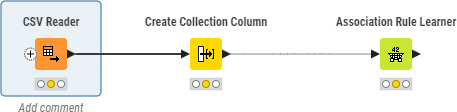 CSV Reader
Create Collection Column
Association Rule Learner
Add comment